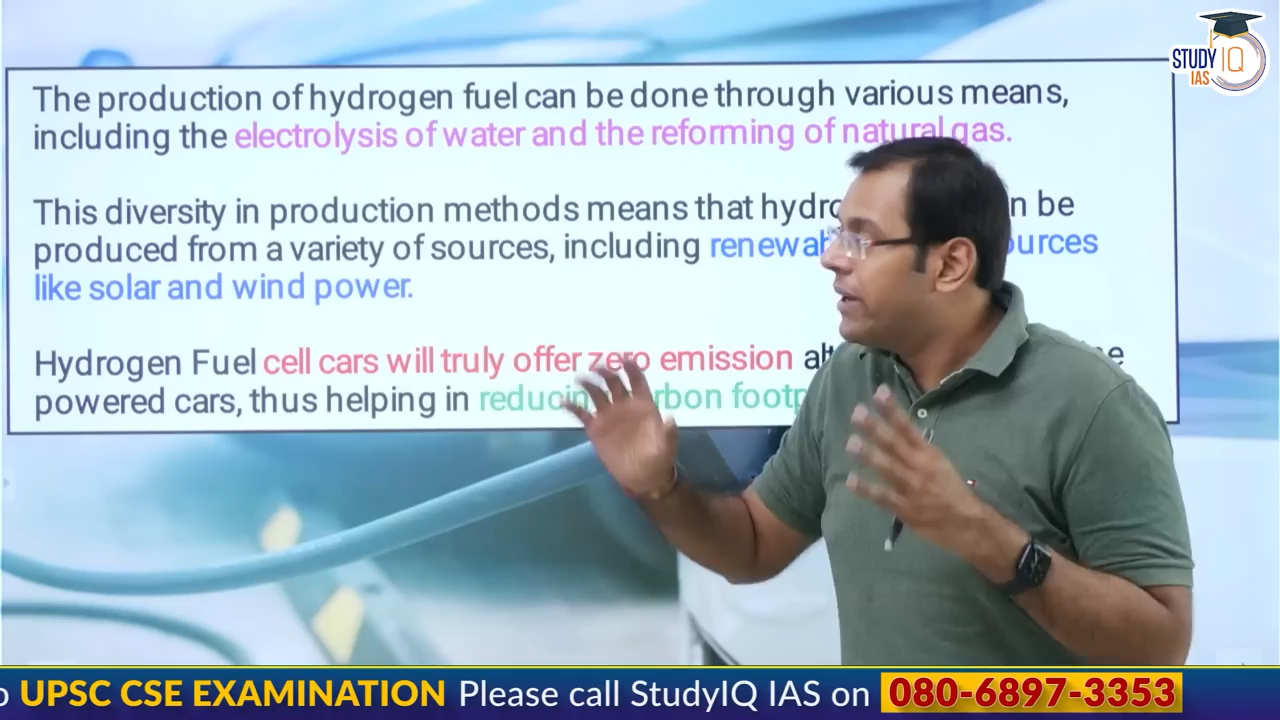 STUDY IQ
IAS
The production of hydrogen fuel can be done through various means,
including the electrolysis of water and the reforming of natural gas.
This diversity in production methods means that be
produced from a variety of sources, including
like solar and wind power.
Hydrogen Fuel cell cars will truly offer zero emission
powered cars, thus helping in reducing carbon
UPSC CSE EXAMINATION Please call StudyIQ IAS on 080-6897-3353